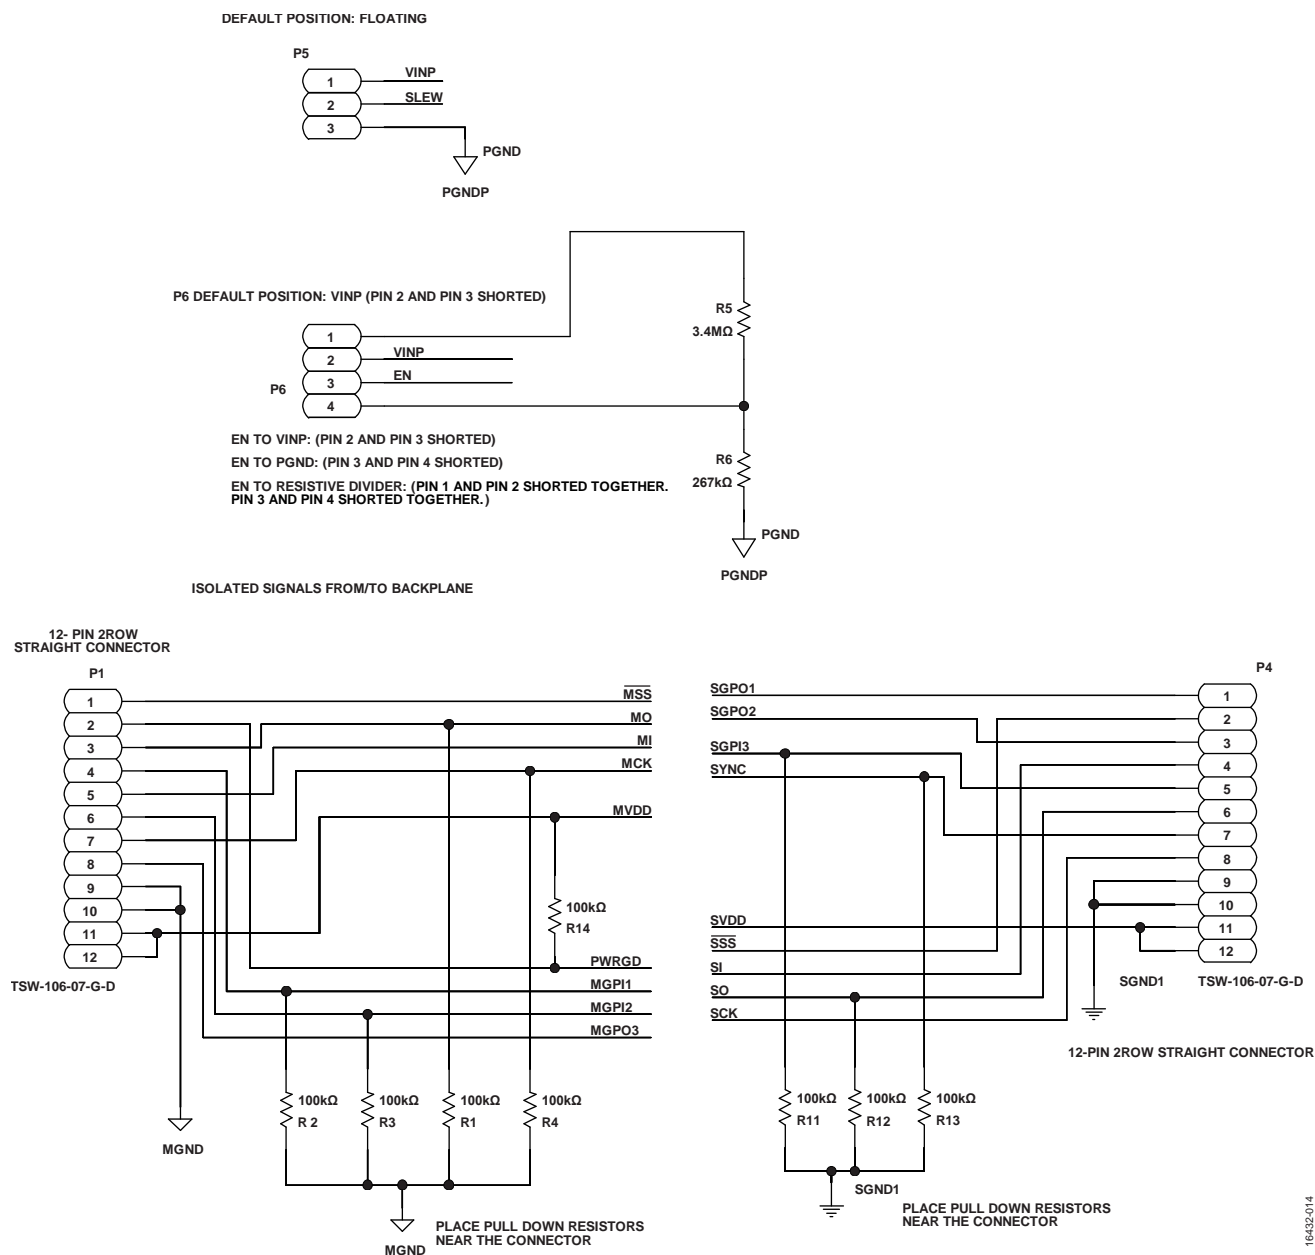 DEFAULT POSITION: FLOATING
P5
1
VINP
2
SLEW
3
PGND
PGNDP
P6 DEFAULT POSITION: VINP (PIN 2 AND PIN 3 SHORTED)
R5
3.4MΩ
1
2
VINP
3
EN
P6
4
EN TO VINP: (PIN 2 AND PIN 3 SHORTED)
EN TO PGND: (PIN 3 AND PIN 4 SHORTED)
EN TO RESISTIVE DIVIDER: (PIN 1 AND PIN 2 SHORTED TOGETHER.
PIN 3 AND PIN 4 SHORTED TOGETHER.)
R6
267kΩ
PGND
PGNDP
ISOLATED SIGNALS FROM/TO BACKPLANE
12- PIN 2ROW
STRAIGHT CONNECTOR
P1
1
2
3
4
5
6
7
8
9
10
11
12
TSW-106-07-G-D
MSS
MO
MI
MCK
MVDD
100kΩ
R14
PWRGD
MGPI1
MGPI2
MGPO3
MGND
100kΩ
R 2
100kΩ
R3
100kΩ
R1
100kΩ
R4
MGND
PLACE PULL DOWN RESISTORS
NEAR THE CONNECTOR
SGPO1
SGPO2
SGPI3
SYNC
SVDD
SSS
SI
SO
SCK
P4
1
2
3
4
5
6
7
8
9
10
11
12
SGND1
TSW-106-07-G-D
12-PIN 2ROW STRAIGHT CONNECTOR
100kΩ
R11
100kΩ
R12
100kΩ
R13
SGND1
PLACE PULL DOWN RESISTORS
NEAR THE CONNECTOR
16432-014